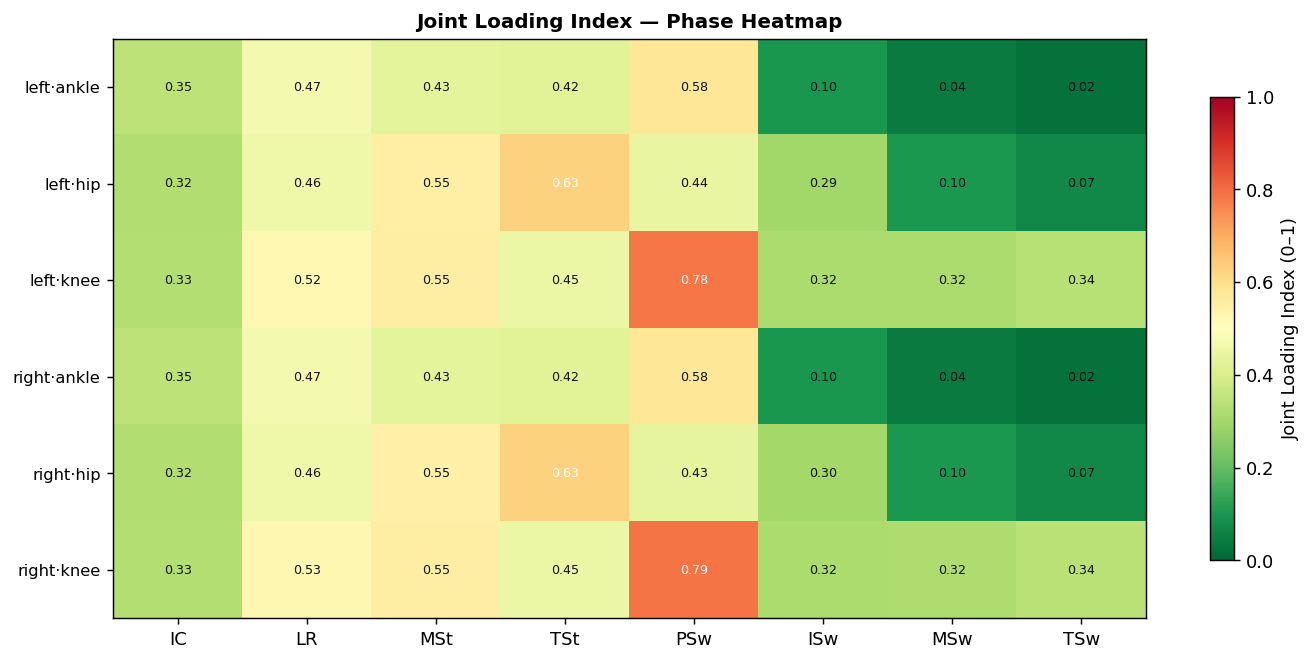 Joint Loading Index — Phase Heatmap
left·ankle 0.35 0.47 0.43 0.42 0.58 0.10 0.04 0.02
left·hip 0.32 0.46 0.55 0.63 0.44 0.29 0.10 0.07
left·knee 0.33 0.52 0.55 0.45 0.78 0.32 0.32 0.34
right·ankle 0.35 0.47 0.43 0.42 0.58 0.10 0.04 0.02
right·hip 0.32 0.46 0.55 0.63 0.43 0.30 0.10 0.07
right·knee 0.33 0.53 0.55 0.45 0.79 0.32 0.32 0.34
IC LR MSt TSt PSw ISw MSw TSw
1.0
0.8
0.6
0.4
0.2
0.0
Joint Loading Index (0–1)